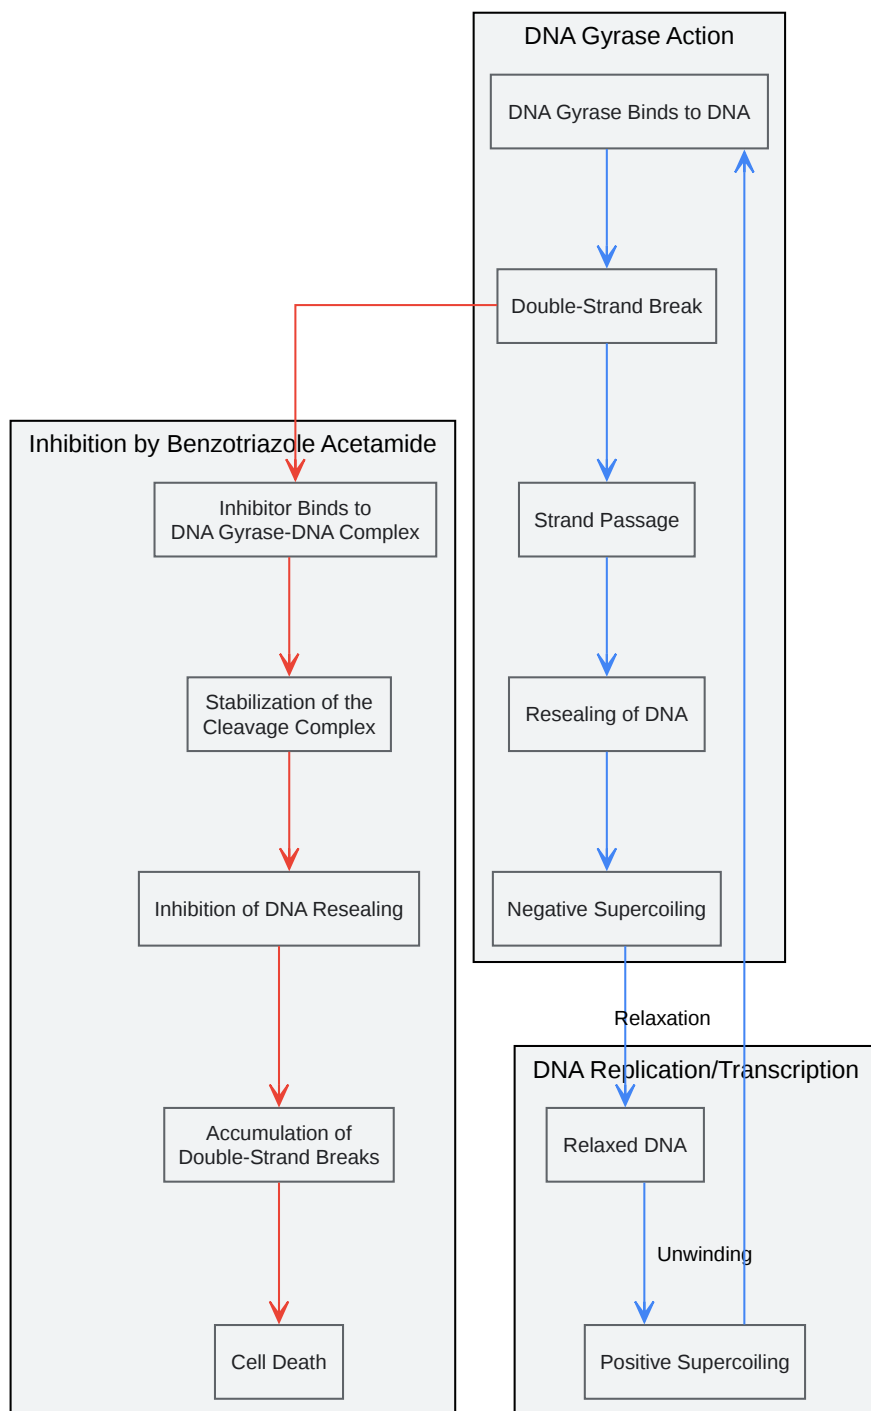 DNA Gyrase Action
DNA Gyrase Binds to DNA
Double-Strand Break
Strand Passage
Resealing of DNA
Negative Supercoiling
Inhibition by Benzotriazole Acetamide
Inhibitor Binds to
DNA Gyrase-DNA Complex
Stabilization of the
Cleavage Complex
Inhibition of DNA Resealing
Accumulation of
Double-Strand Breaks
Cell Death
Relaxation
DNA Replication/Transcription
Relaxed DNA
Unwinding
Positive Supercoiling